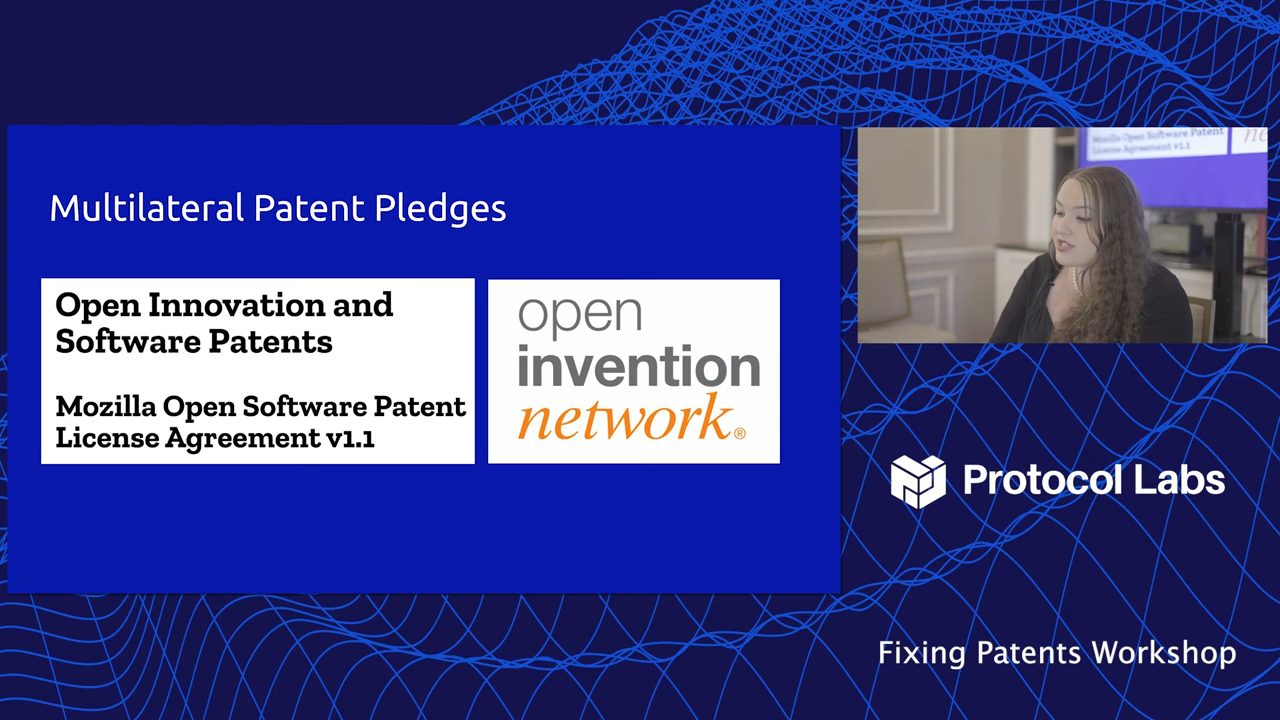 Multilateral Patent Pledges
Open Innovation and
Software Patents
Mozilla Open Software Patent
License Agreement v1.1
open
invention
network®
Mozilla Open Software Patent
License Agreement v1.1
ne
Protocol Labs
Fixing Patents Workshop